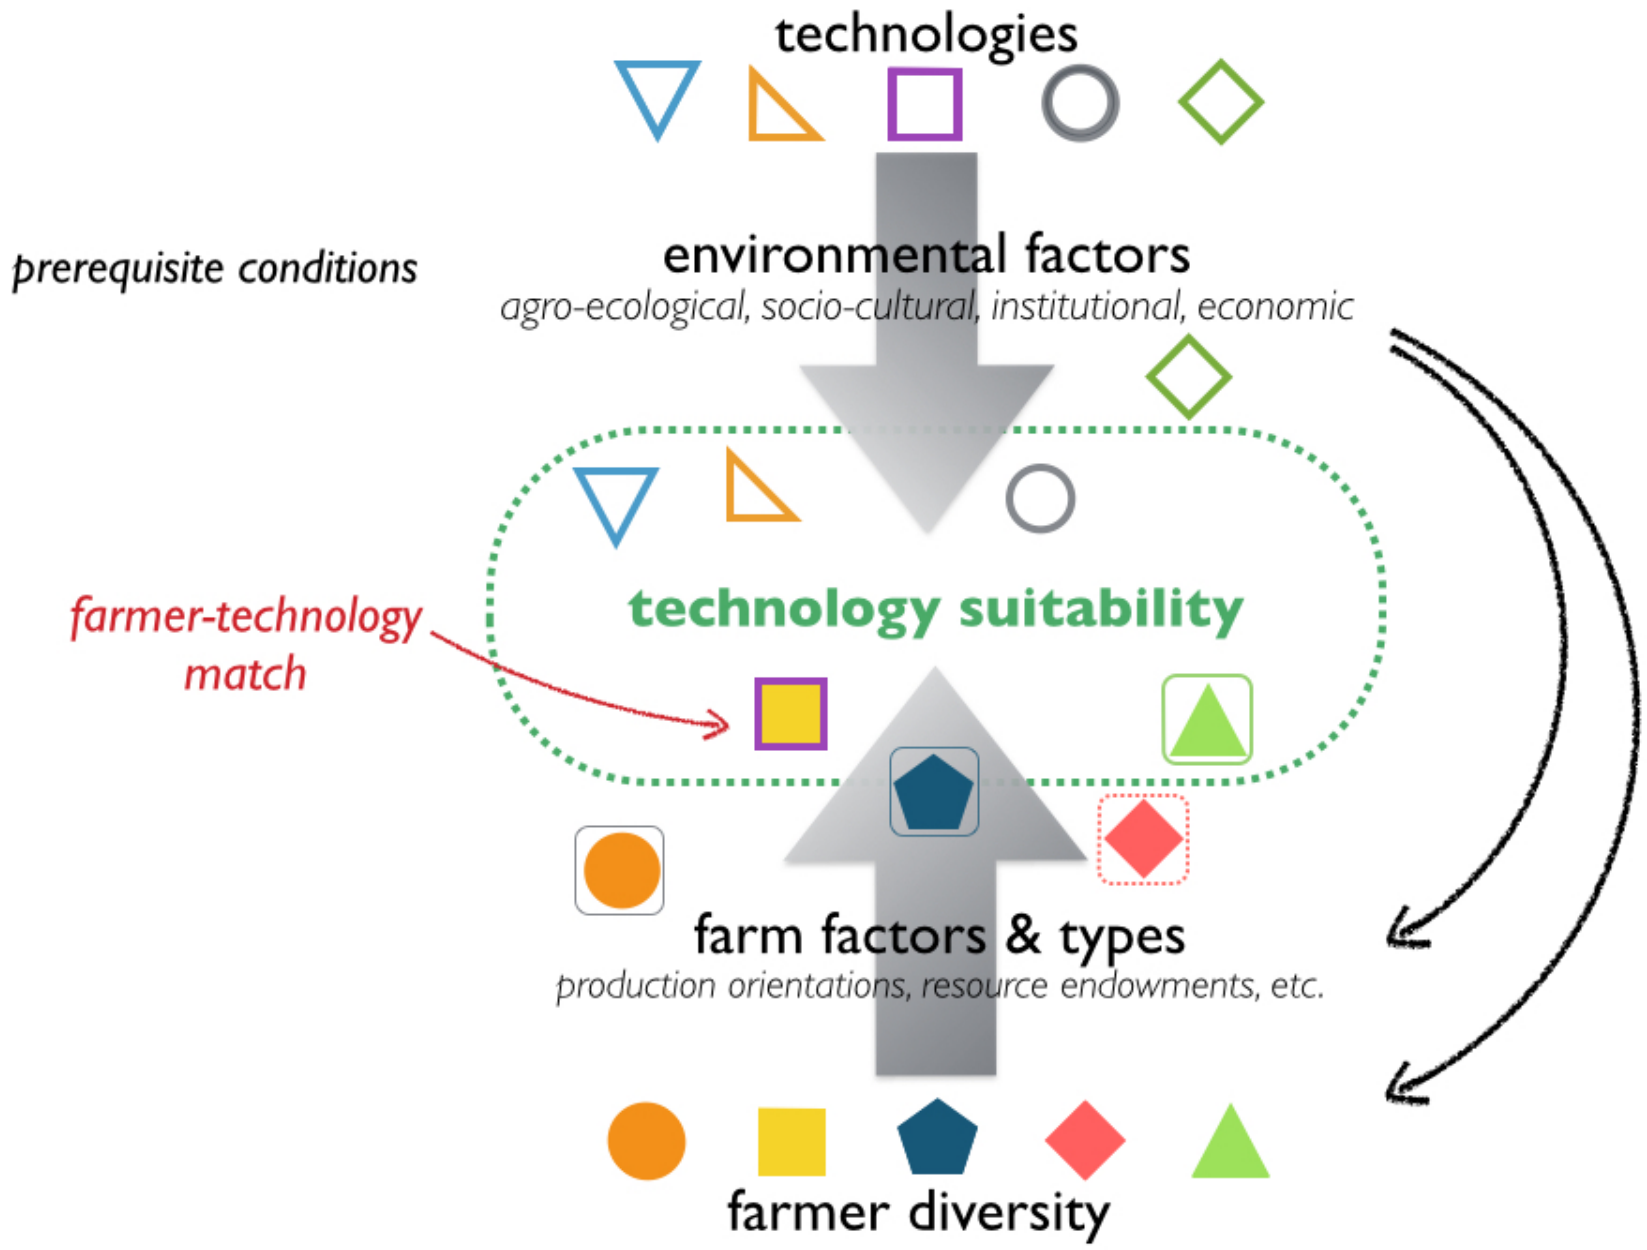 technologies
prerequisite conditions
environmental factors
agro-ecological, socio-cultural, institutional, economic
technology suitability
farmer-technology
match
farm factors & types
production orientations, resource endowments, etc.
farmer diversity